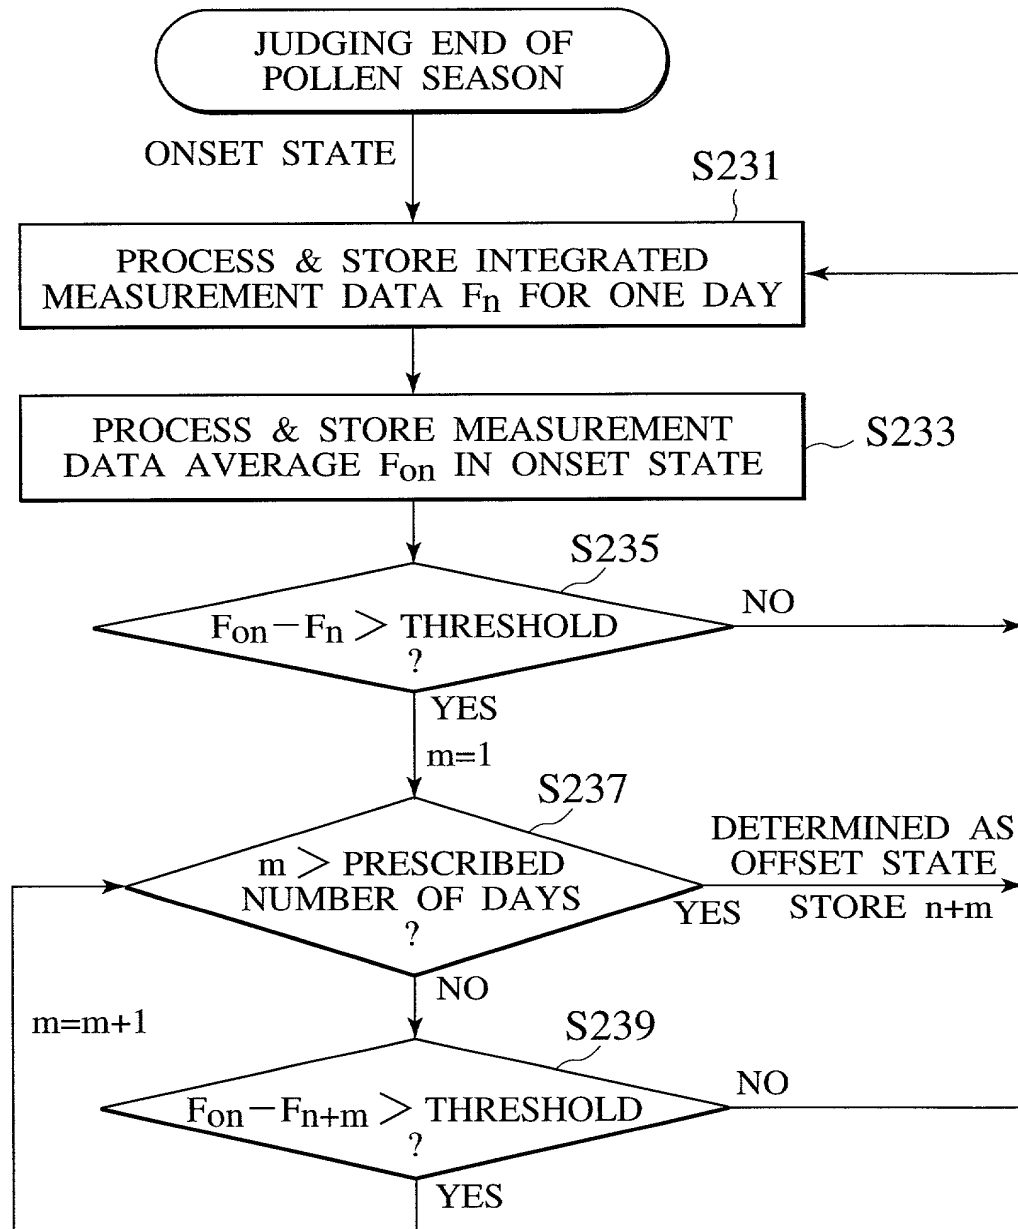 JUDGING END OF
POLLEN SEASON
ONSET STATE
S231
PROCESS & STORE INTEGRATED
MEASUREMENT DATA Fn FOR ONE DAY
PROCESS & STORE MEASUREMENT
DATA AVERAGE Fon IN ONSET STATE
S233
S235
Fon−Fn > THRESHOLD
?
NO
YES
m=1
S237
m > PRESCRIBED
NUMBER OF DAYS
?
DETERMINED AS
OFFSET STATE
YES
STORE n+m
NO
m=m+1
S239
Fon−Fn+m > THRESHOLD
?
NO
YES